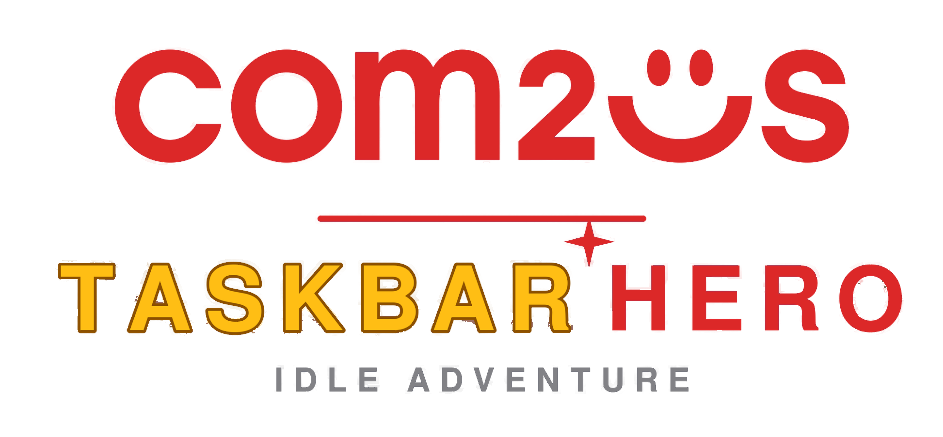 com2us
TASKBAR HERO
IDLE ADVENTURE